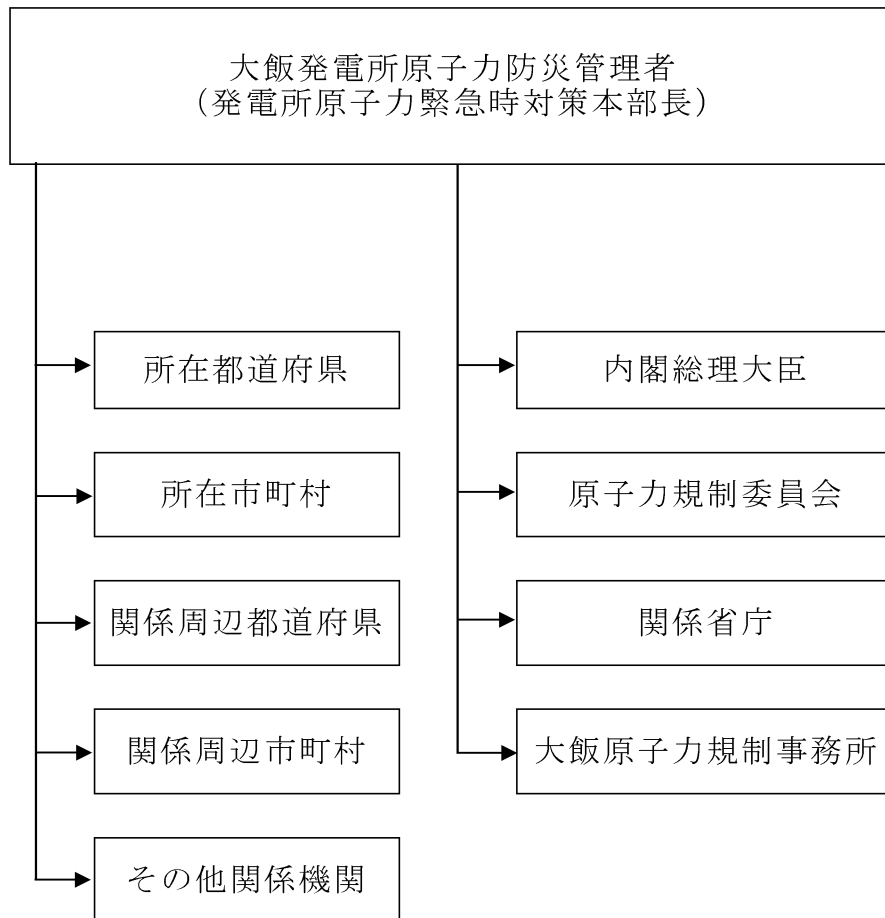 大飯発電所原子力防災管理者
（発電所原子力緊急時対策本部長）
所在都道府県
所在市町村
関係周辺都道府県
関係周辺市町村
その他関係機関
内閣総理大臣
原子力規制委員会
関係省庁
大飯原子力規制事務所